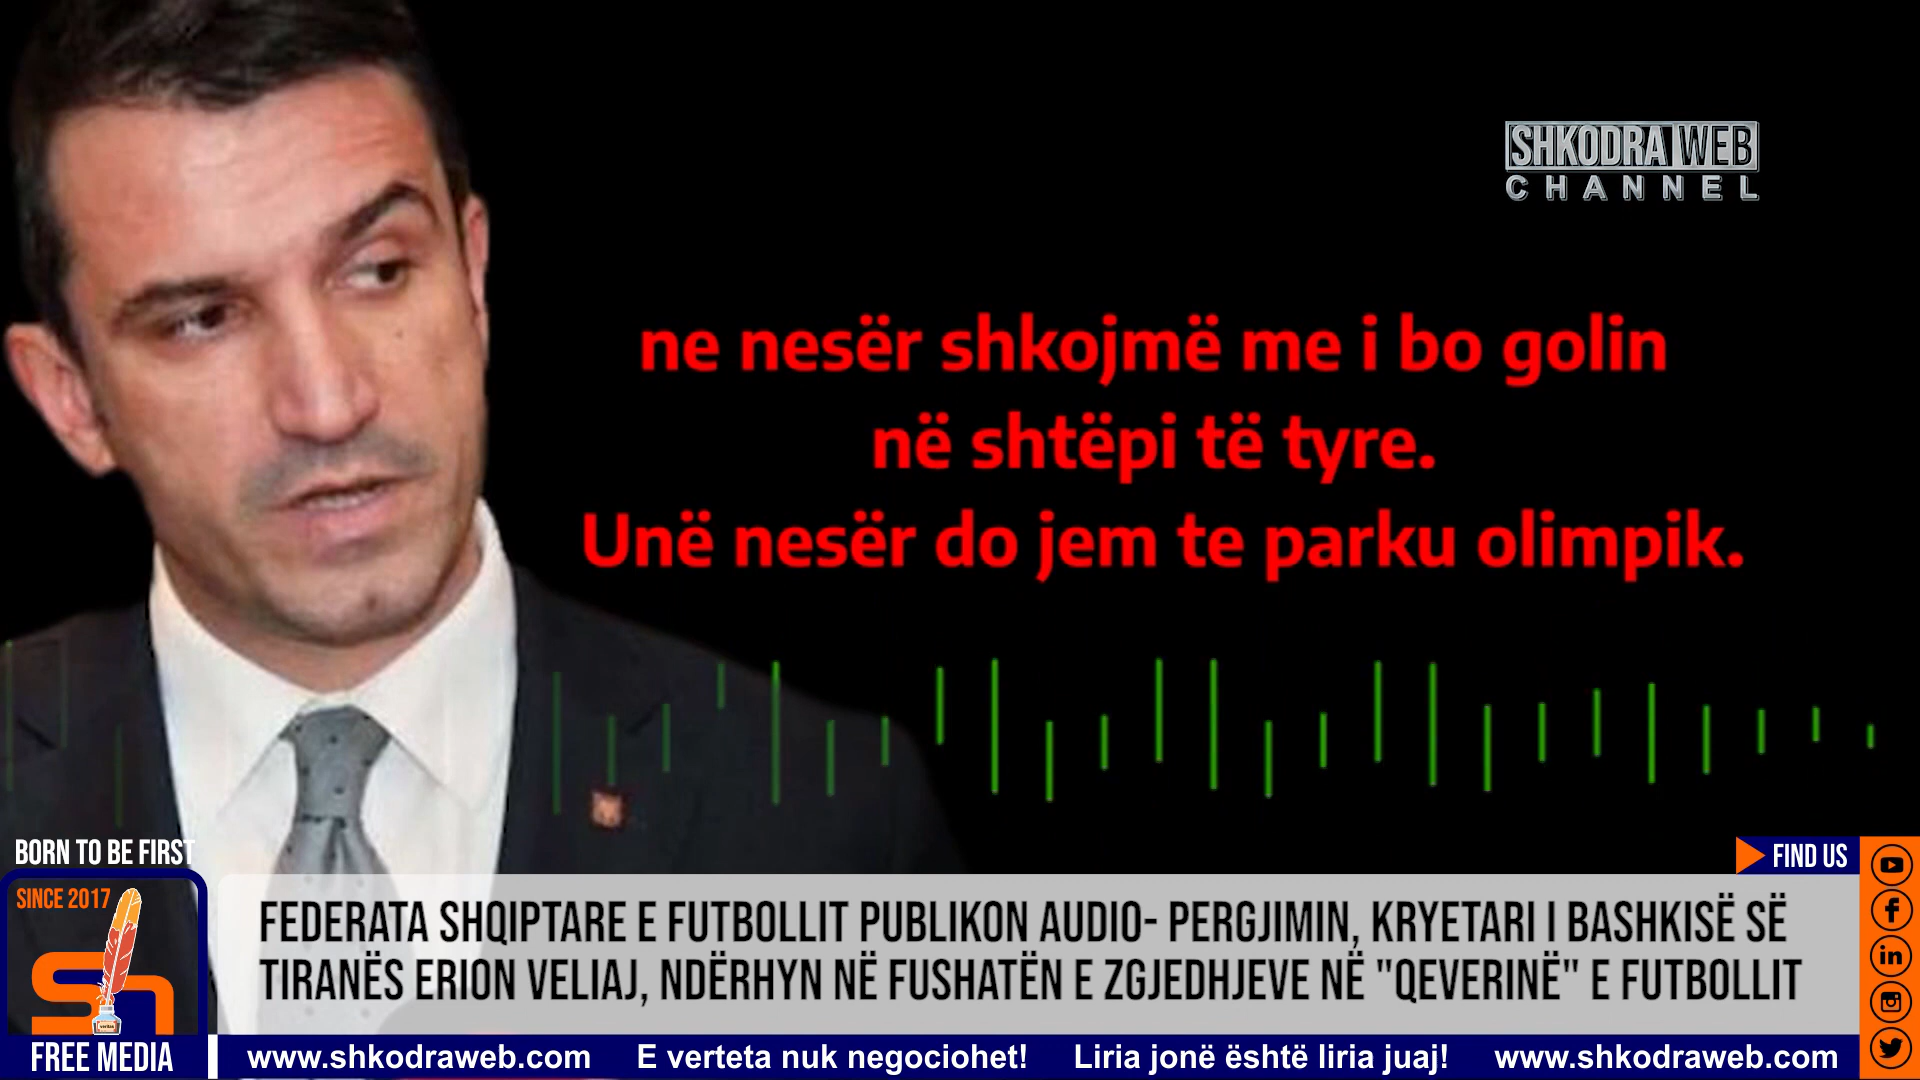 SHKODRA WEB
CHANNEL
ne nesër shkojmë me i bo golin
në shtëpi të tyre.
Unë nesër do jem te parku olimpik.
BORN TO BE FIRST
SINCE 2017
sh
veritas
FREE MEDIA
FIND US
FEDERATA SHQIPTARE E FUTBOLLIT PUBLIKON AUDIO- PERGJIMIN, KRYETARI I BASHKISË SË
TIRANËS ERION VELIAJ, NDËRHYN NË FUSHATËN E ZGJEDHJEVE NË "QEVERINË" E FUTBOLLIT
www.shkodraweb.com E verteta nuk negociohet! Liria jonë është liria juaj! www.shkodraweb.com